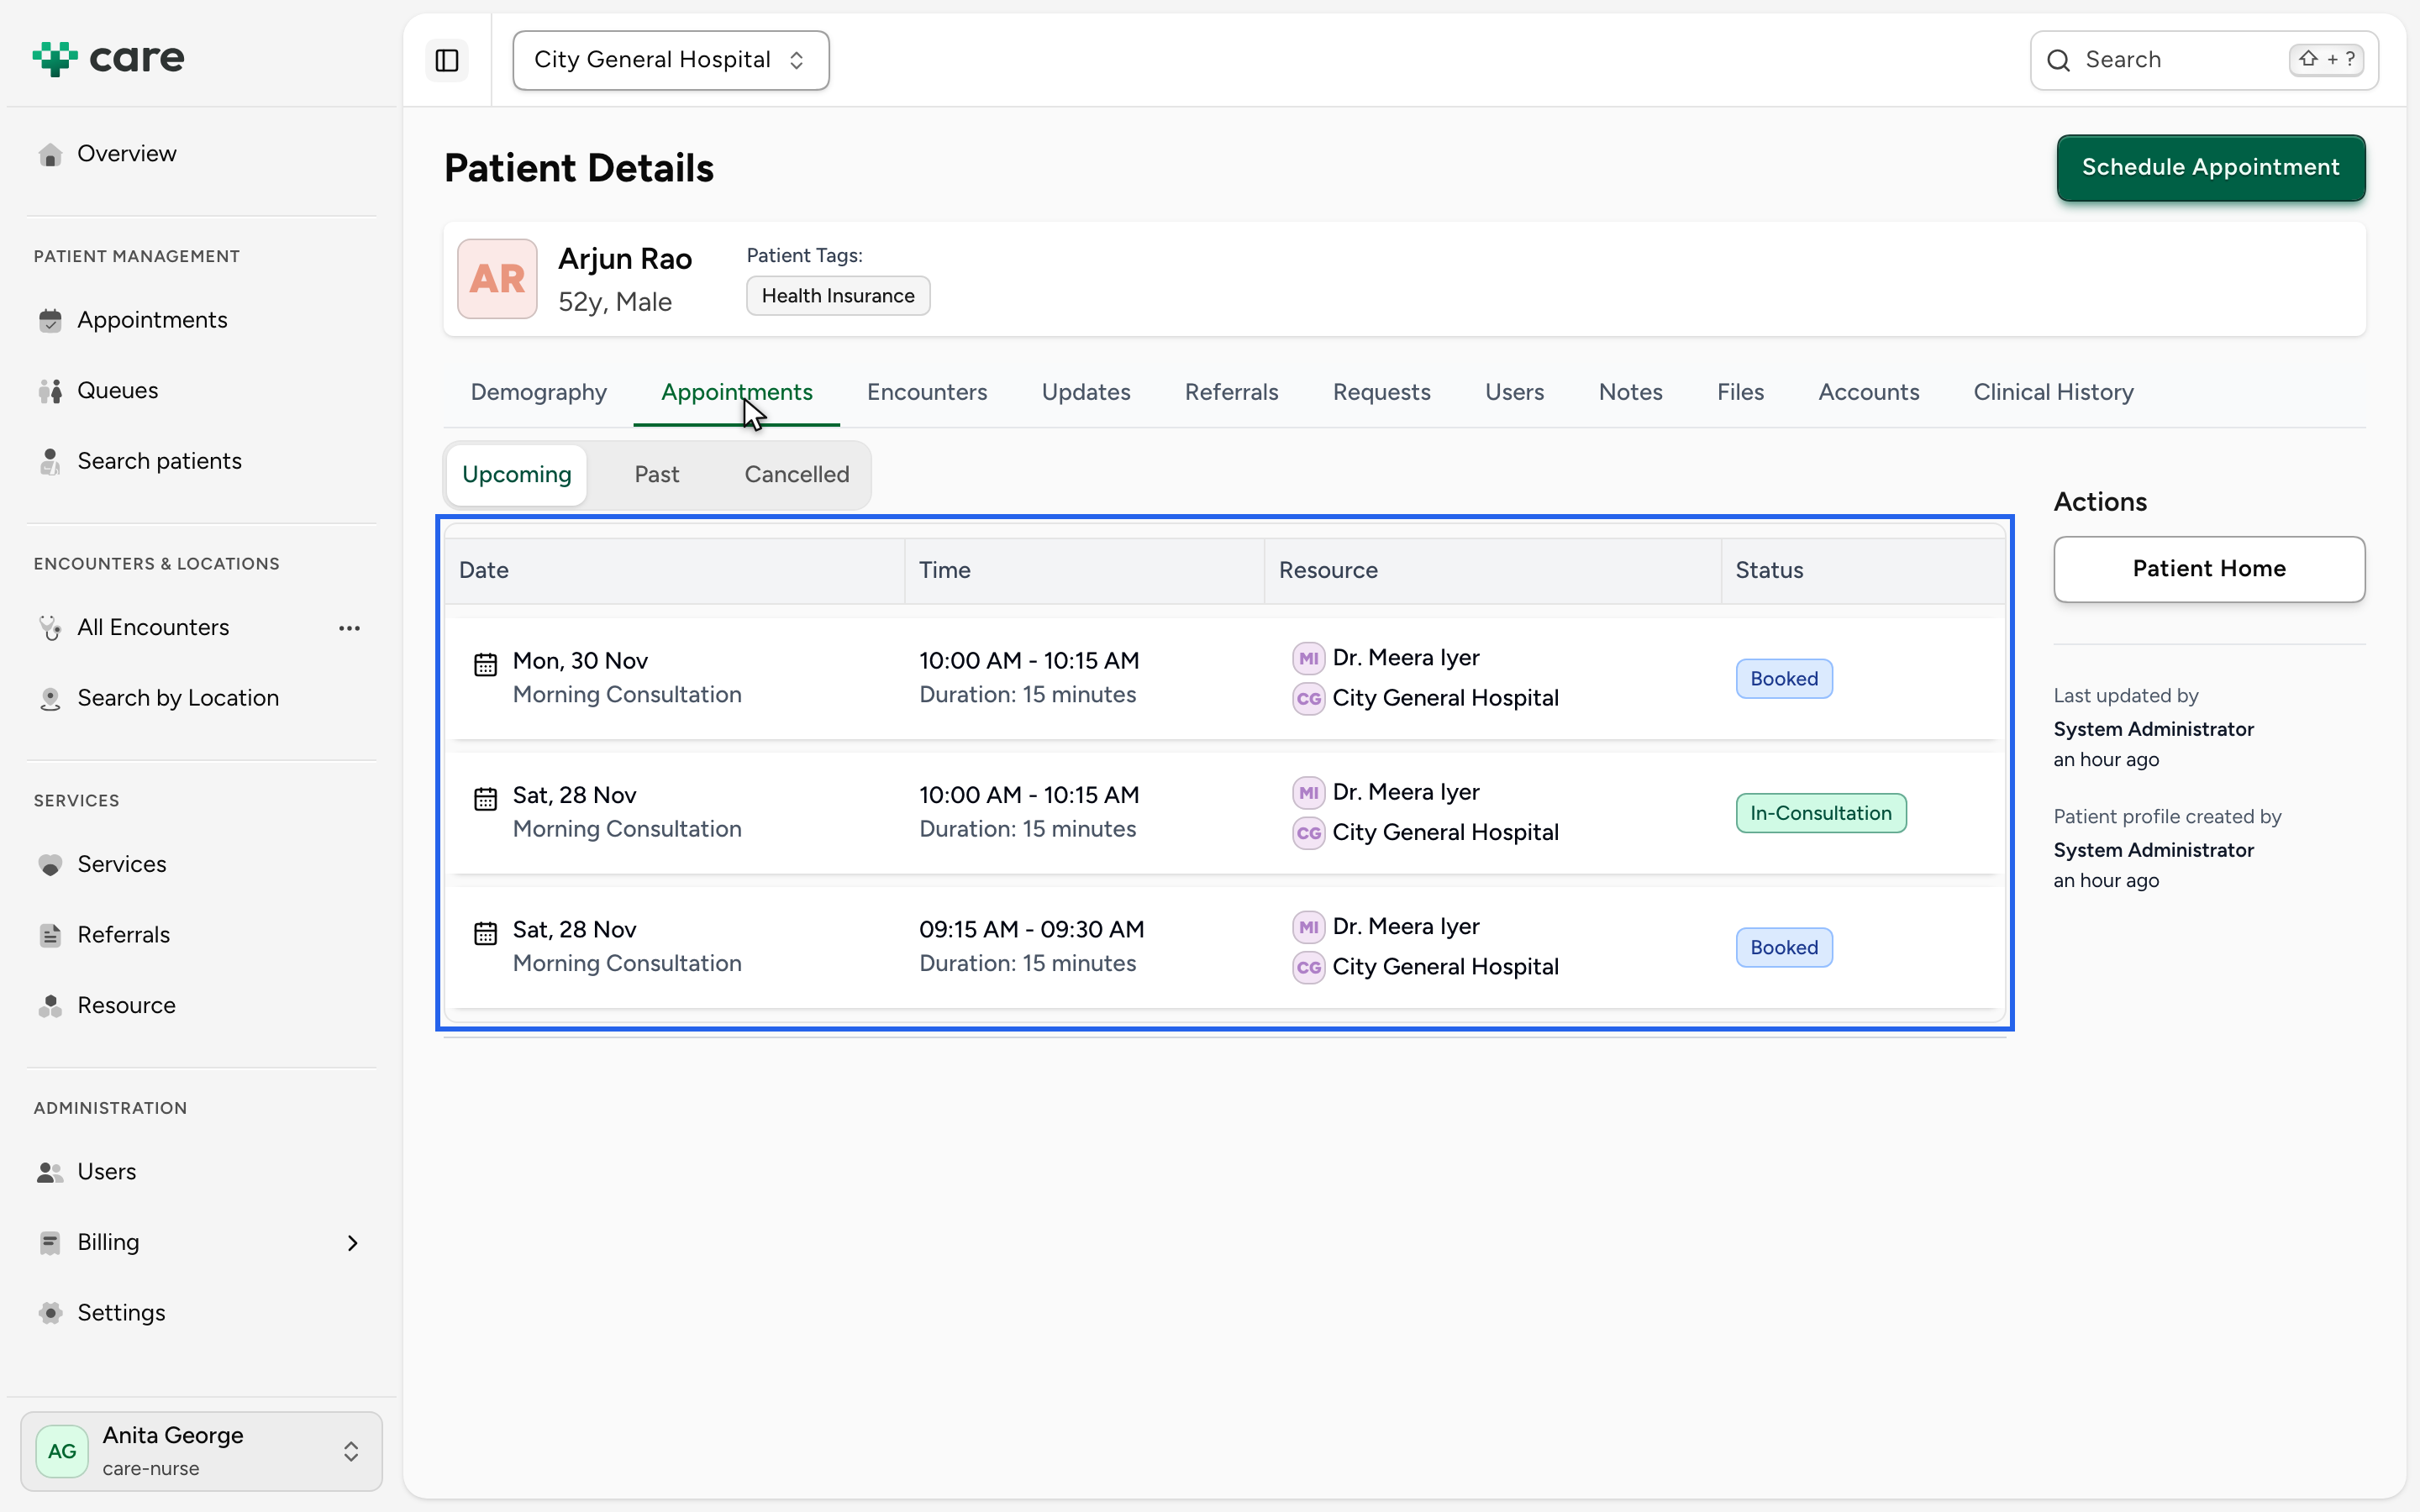 care
Overview
PATIENT MANAGEMENT
Appointments
Queues
Search patients
ENCOUNTERS & LOCATIONS
All Encounters
Search by Location
SERVICES
Services
Referrals
Resource
ADMINISTRATION
Users
Billing
Settings
AG
Anita George
care-nurse
City General Hospital
Search
+ ?
Patient Details
Schedule Appointment
AR
Arjun Rao
52y, Male
Patient Tags:
Health Insurance
Demography Appointments Encounters Updates Referrals Requests Users Notes Files Accounts Clinical History
Upcoming Past Cancelled
Date Time Resource Status
Mon, 30 Nov 10:00 AM - 10:15 AM MI Dr. Meera Iyer Booked
Morning Consultation Duration: 15 minutes CG City General Hospital
Sat, 28 Nov 10:00 AM - 10:15 AM MI Dr. Meera Iyer In-Consultation
Morning Consultation Duration: 15 minutes CG City General Hospital
Sat, 28 Nov 09:15 AM - 09:30 AM MI Dr. Meera Iyer Booked
Morning Consultation Duration: 15 minutes CG City General Hospital
Actions
Patient Home
Last updated by
System Administrator
an hour ago
Patient profile created by
System Administrator
an hour ago